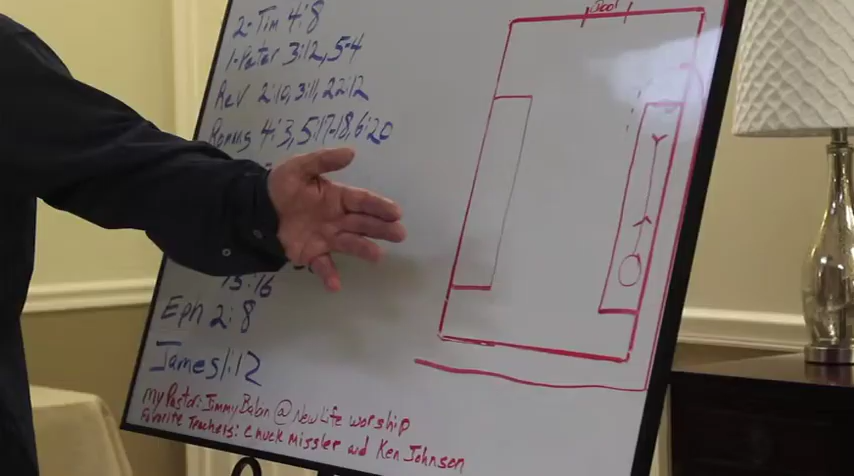 2-Tim 4:8
1-Peter 3:12, 5-4
Rev 2:10, 3:11, 22:12
Romans 4:3, 5:17-18, 6:20
15:16
Eph 2:8
James 1:12
My Pastor: Jimmy @ New Life worship
Favorite Teachers: Chuck Missler and Ken Johnson